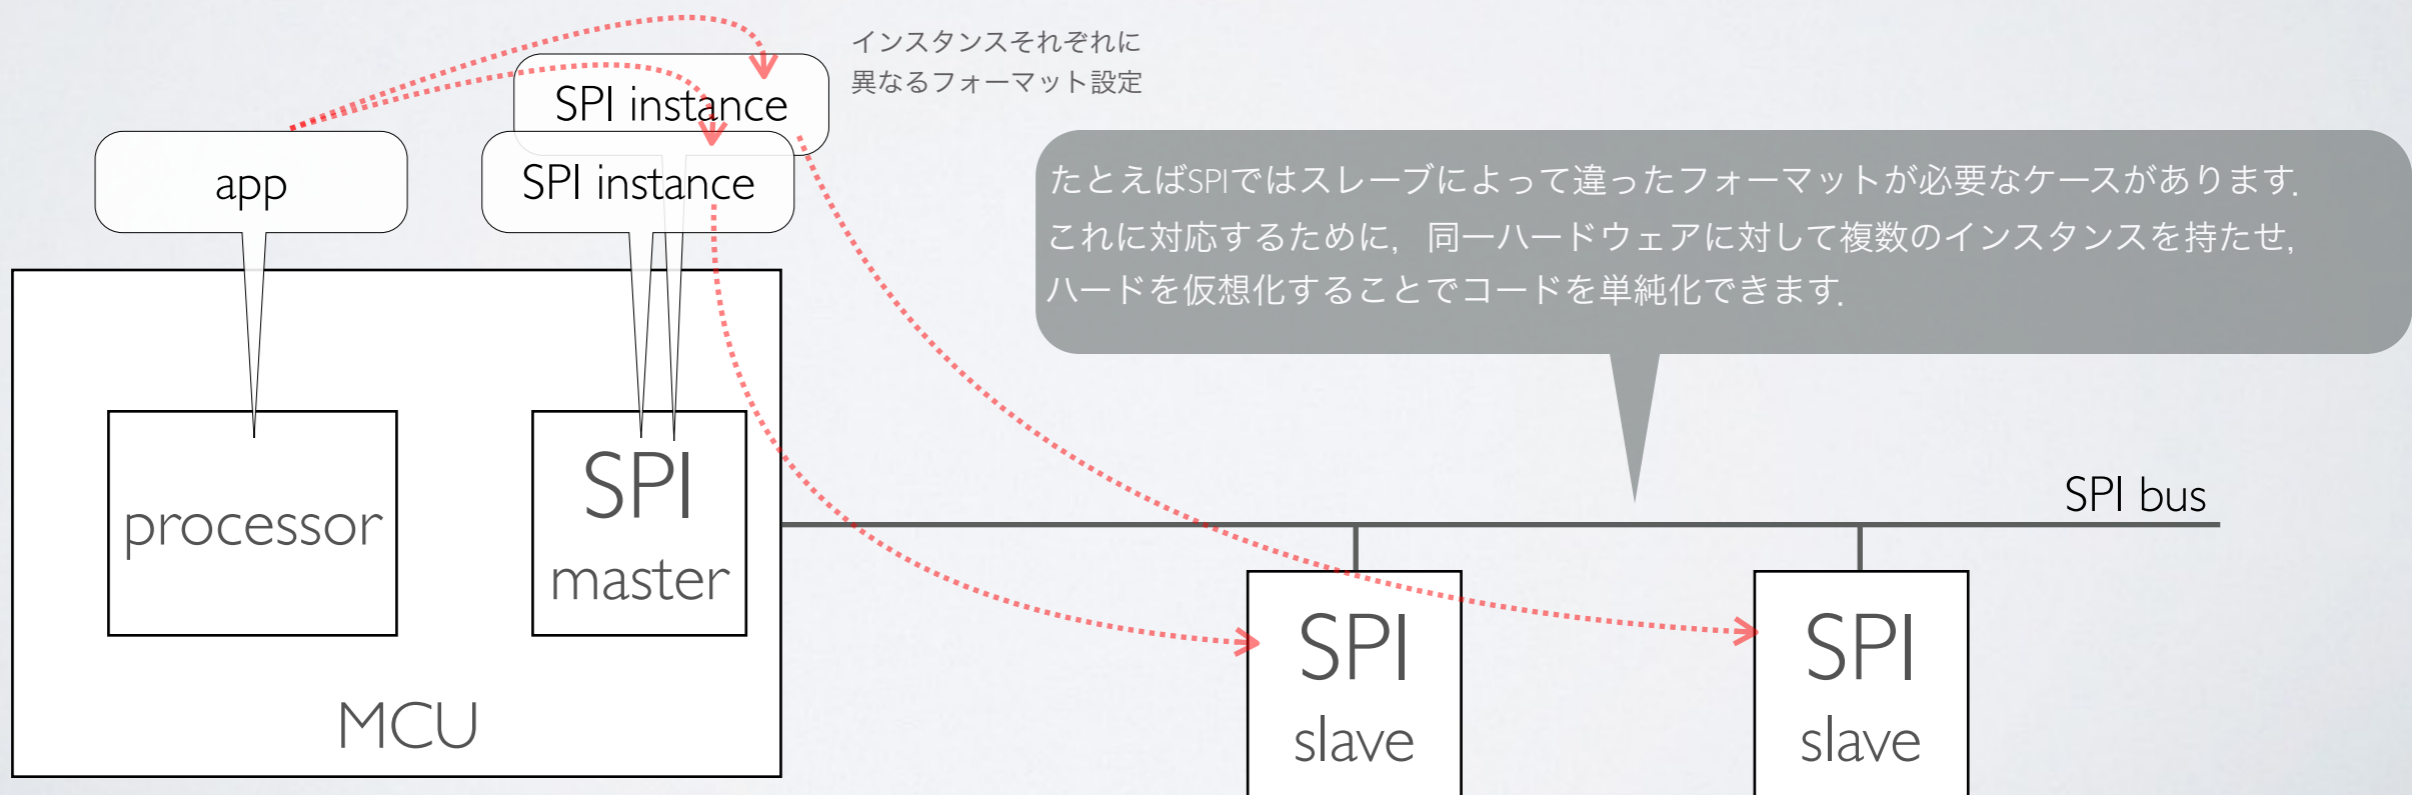 インスタンスそれぞれに
異なるフォーマット設定
SPI instance
app
SPI instance
たとえばSPIではスレーブによって違ったフォーマットが必要なケースがあります.
これに対応するために, 同一ハードウェアに対して複数のインスタンスを持たせ,
ハードを仮想化することでコードを単純化できます.
processor
SPI
master
MCU
SPI bus
SPI
slave
SPI
slave